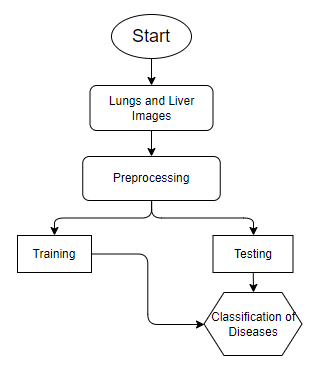 Start
Lungs and Liver
Images
Preprocessing
Training
Testing
Classification of
Diseases